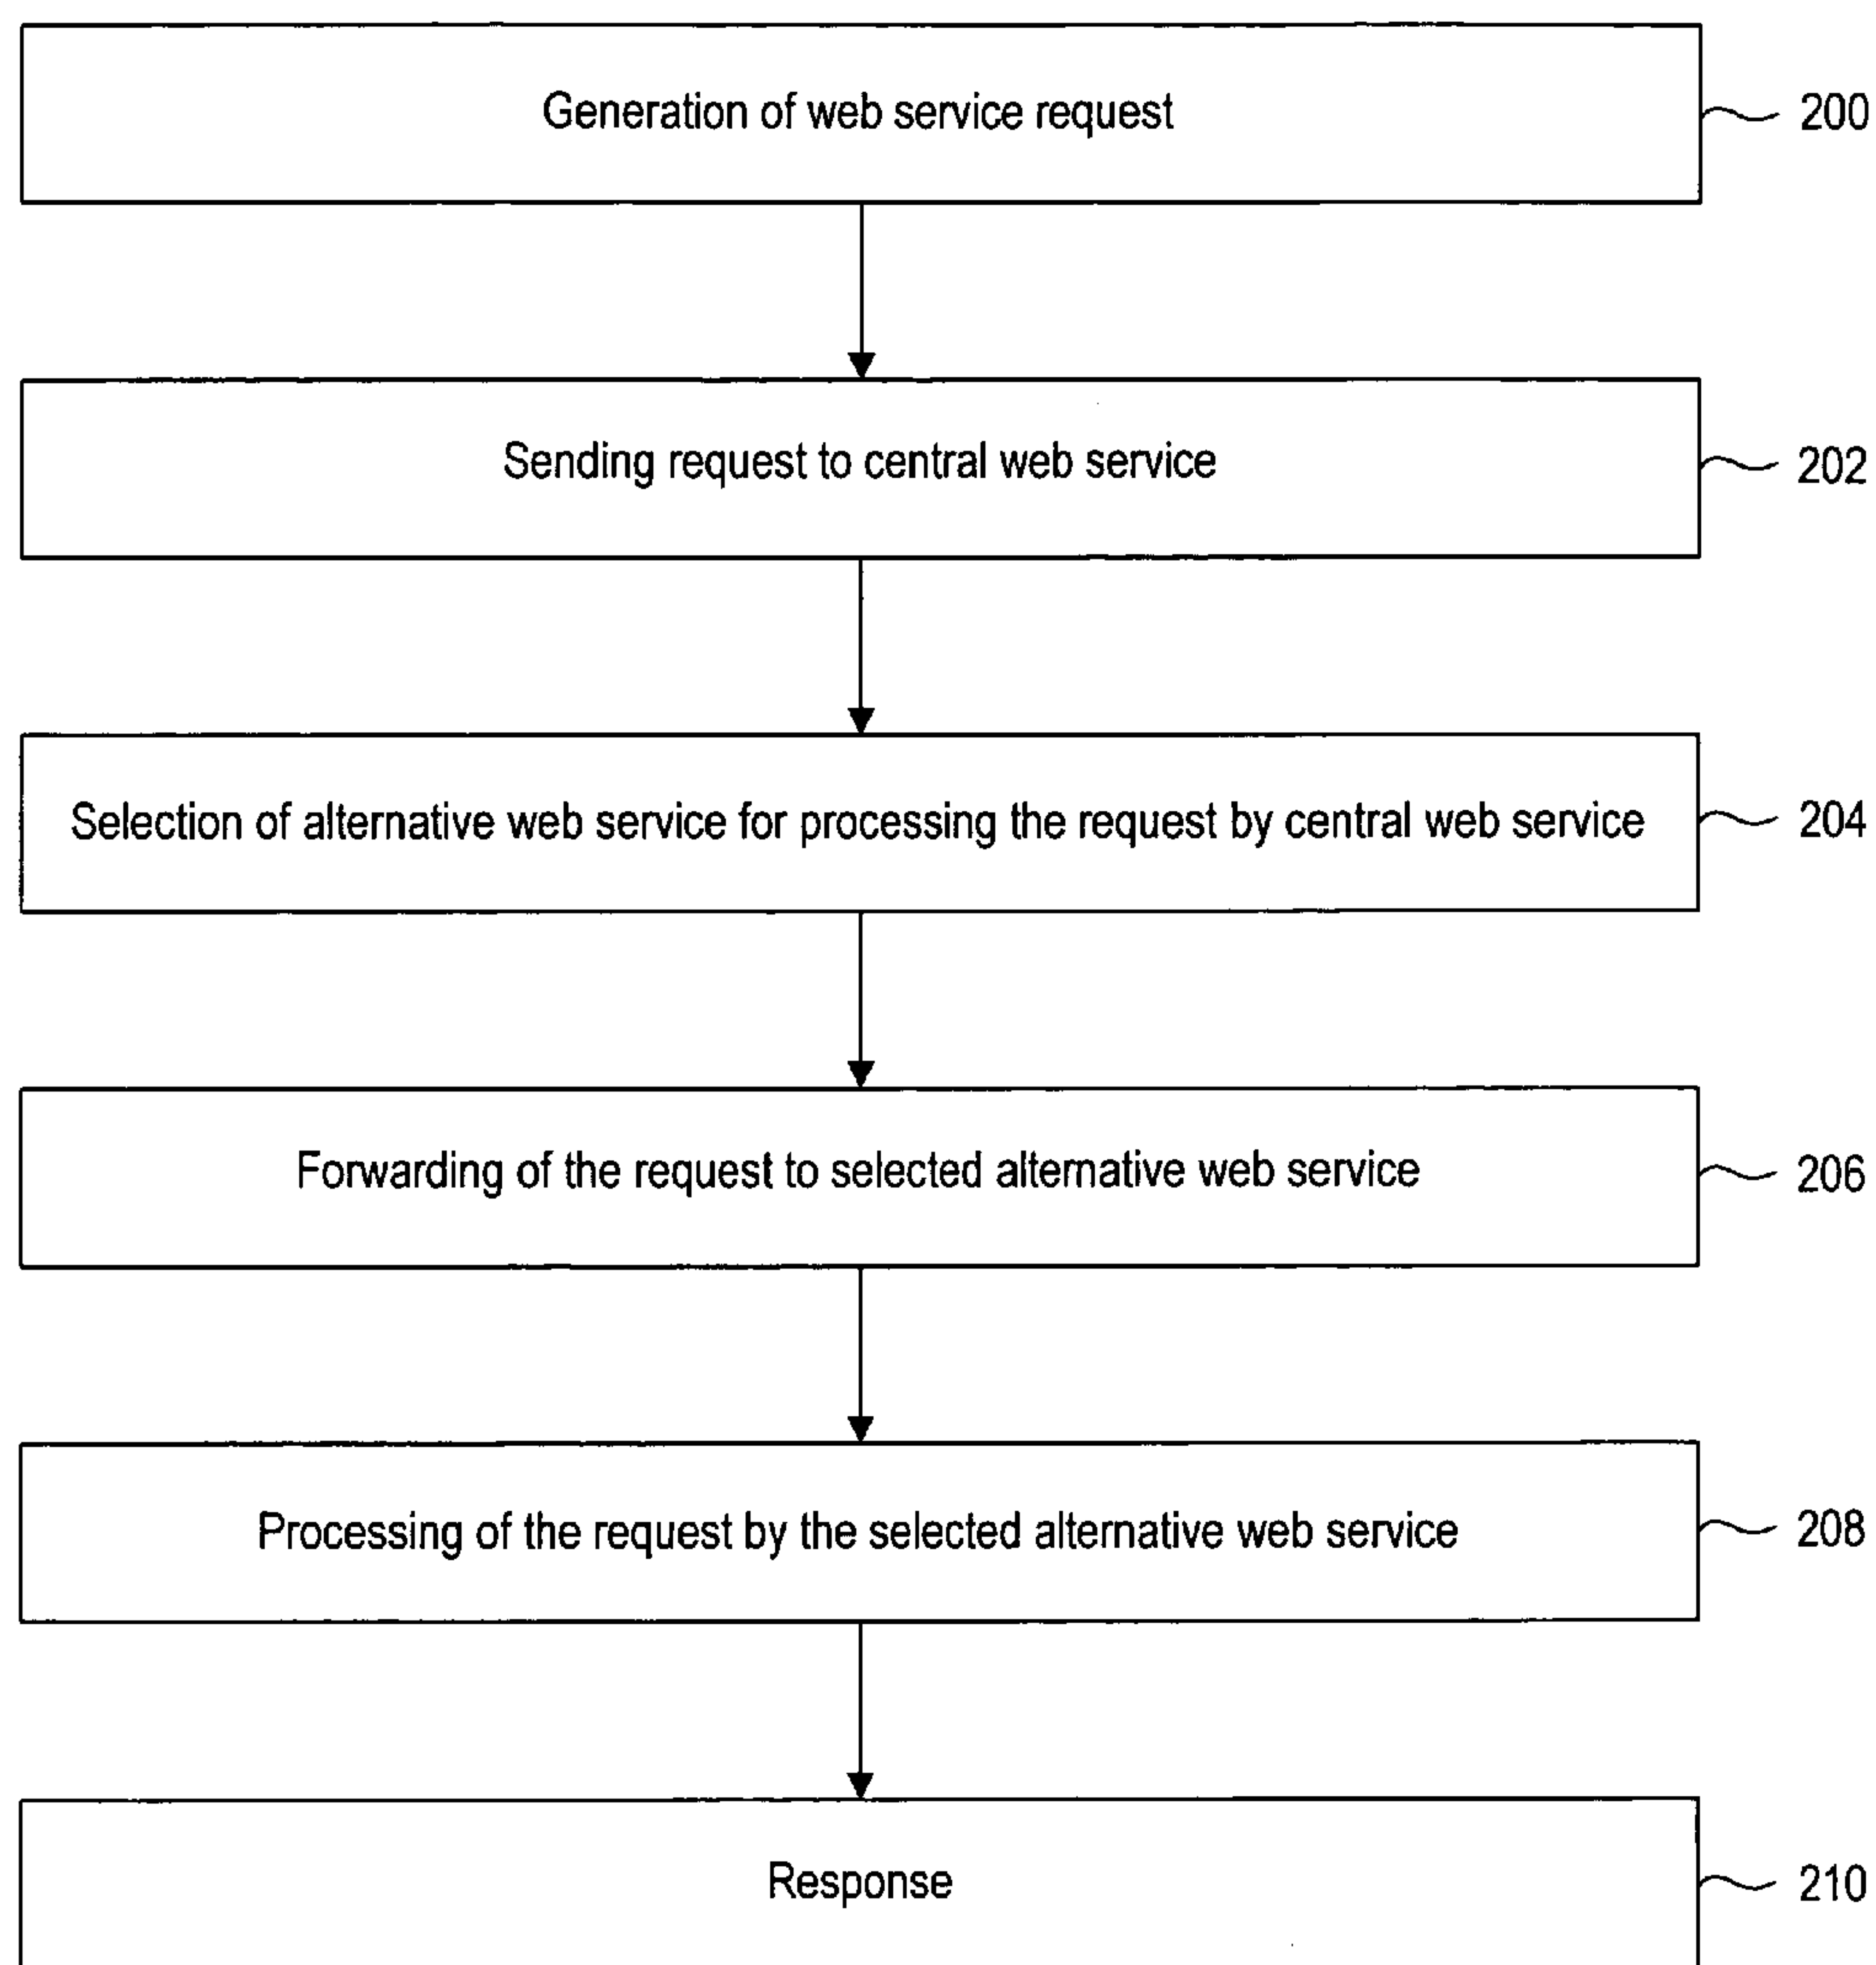 Generation of web service request
200
Sending request to central web service
202
Selection of alternative web service for processing the request by central web service
204
Forwarding of the request to selected alternative web service
206
Processing of the request by the selected alternative web service
208
Response
210